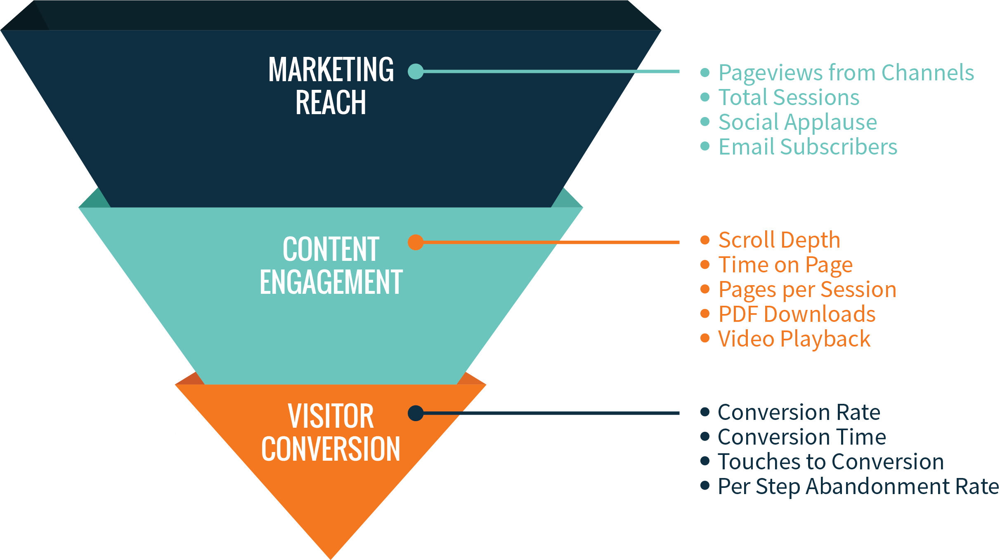 MARKETING
REACH
• Pageviews from Channels
• Total Sessions
• Social Applause
• Email Subscribers
CONTENT
ENGAGEMENT
• Scroll Depth
• Time on Page
• Pages per Session
• PDF Downloads
• Video Playback
VISITOR
CONVERSION
• Conversion Rate
• Conversion Time
• Touches to Conversion
• Per Step Abandonment Rate